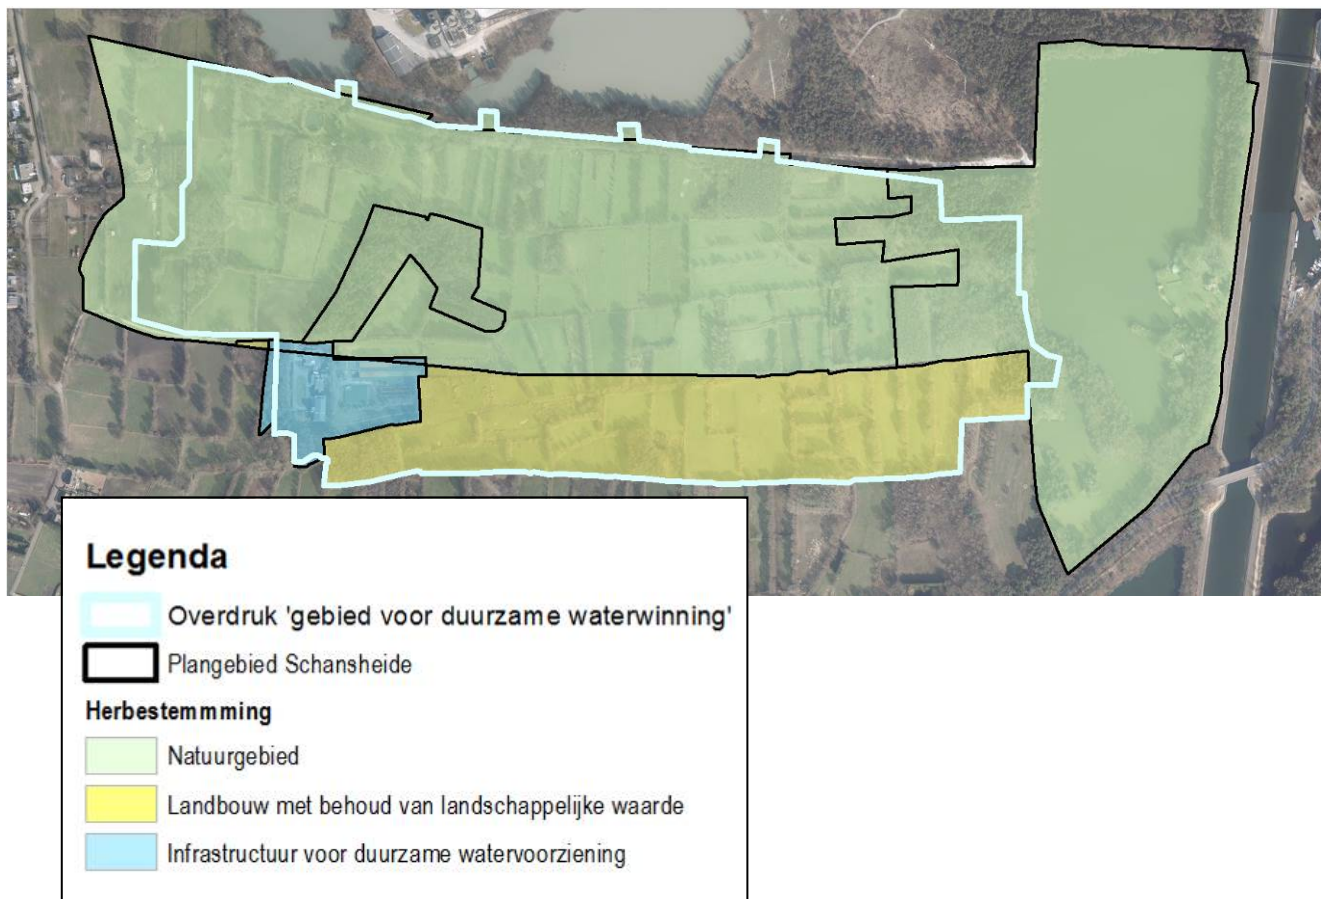 Legenda
Overdruk 'gebied voor duurzame waterwinning'
Plangebied Schansheide
Herbestemmming
Natuurgebied
Landbouw met behoud van landschappelijke waarde
Infrastructuur voor duurzame watervoorziening